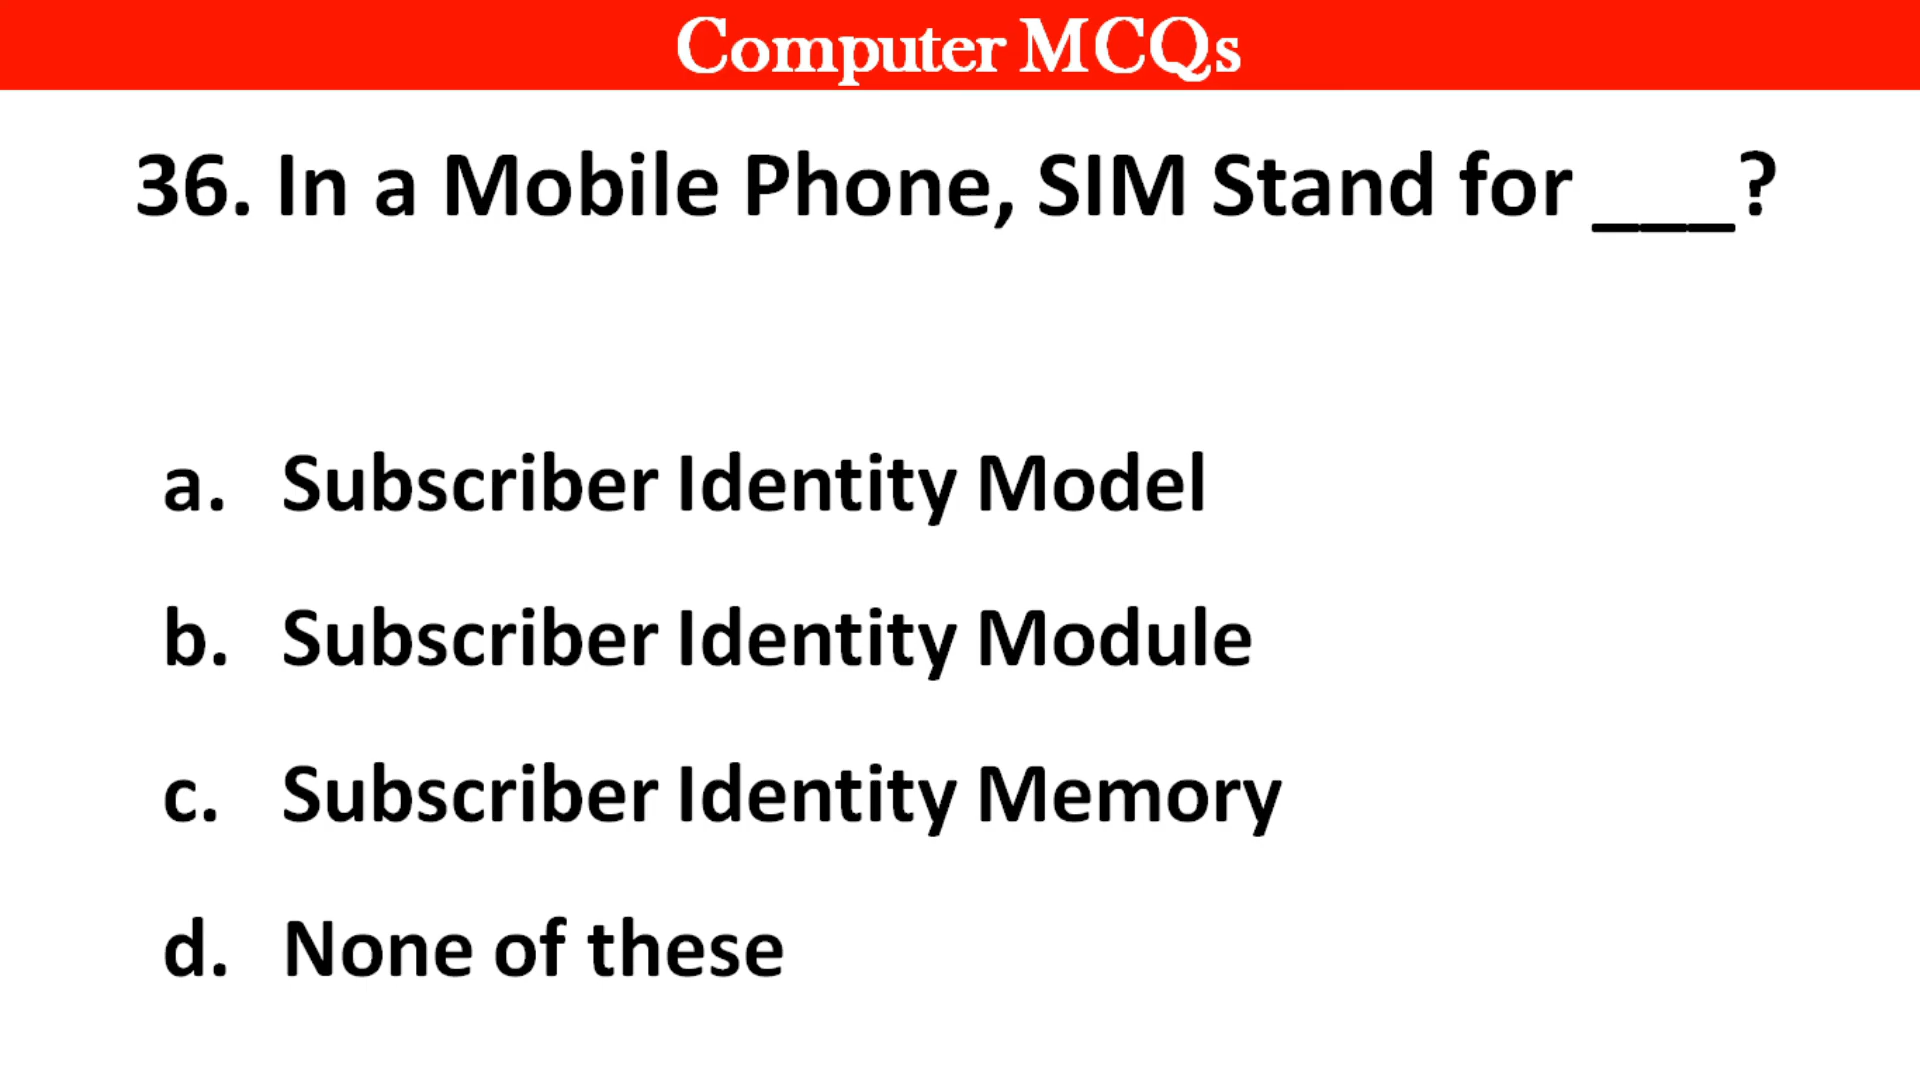 Computer MCQs
36. In a Mobile Phone, SIM Stand for ___?
a. Subscriber Identity Model
b. Subscriber Identity Module
c. Subscriber Identity Memory
d. None of these